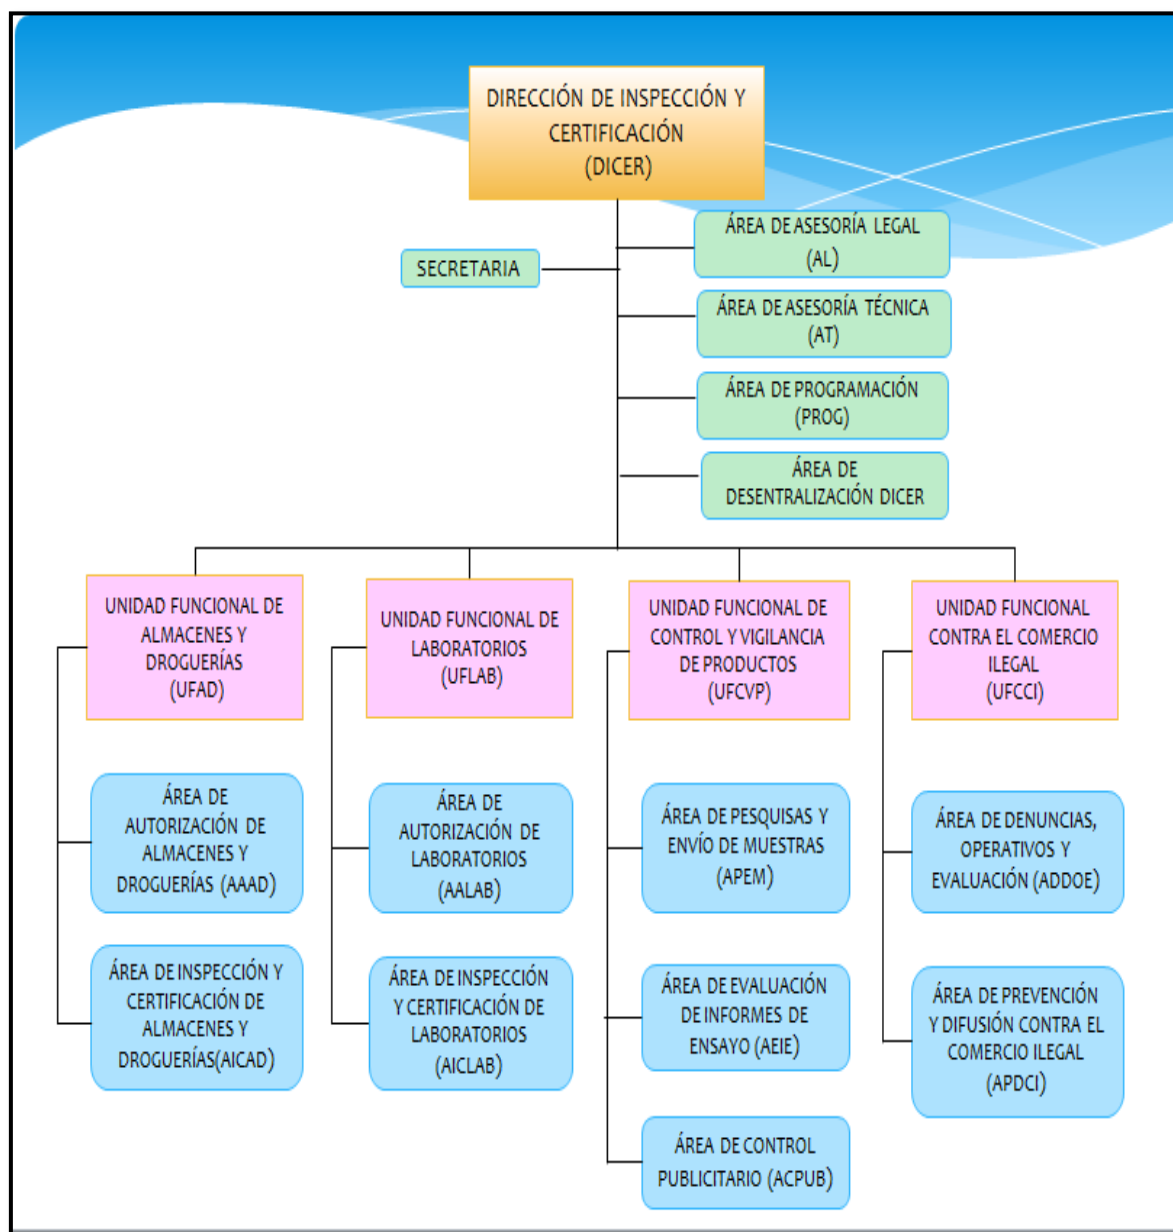 DIRECCIÓN DE INSPECCIÓN Y
CERTIFICACIÓN
(DICER)
SECRETARIA
ÁREA DE ASESORÍA LEGAL
(AL)
ÁREA DE ASESORÍA TÉCNICA
(AT)
ÁREA DE PROGRAMACIÓN
(PROG)
ÁREA DE
DESENTRALIZACIÓN DICER
UNIDAD FUNCIONAL DE
ALMACENES Y
DROGUERÍAS
(UFAD)
ÁREA DE
AUTORIZACIÓN DE
ALMACENES Y
DROGUERÍAS (AAAD)
ÁREA DE INSPECCIÓN Y
CERTIFICACIÓN DE
ALMACENES Y
DROGUERÍAS(AICAD)
UNIDAD FUNCIONAL DE
LABORATORIOS
(UFLAB)
ÁREA DE
AUTORIZACIÓN DE
LABORATORIOS
(AALAB)
ÁREA DE INSPECCIÓN
Y CERTIFICACIÓN DE
LABORATORIOS
(AICLAB)
UNIDAD FUNCIONAL DE
CONTROL Y VIGILANCIA
DE PRODUCTOS
(UFCVP)
ÁREA DE PESQUISAS Y
ENVÍO DE MUESTRAS
(APEM)
ÁREA DE EVALUACIÓN
DE INFORMES DE
ENSAYO (AEIE)
ÁREA DE CONTROL
PUBLICITARIO (ACPUB)
UNIDAD FUNCIONAL
CONTRA EL COMERCIO
ILEGAL
(UFCCI)
ÁREA DE DENUNCIAS,
OPERATIVOS Y
EVALUACIÓN (ADDOE)
ÁREA DE PREVENCIÓN
Y DIFUSIÓN CONTRA EL
COMERCIO ILEGAL
(APDCI)